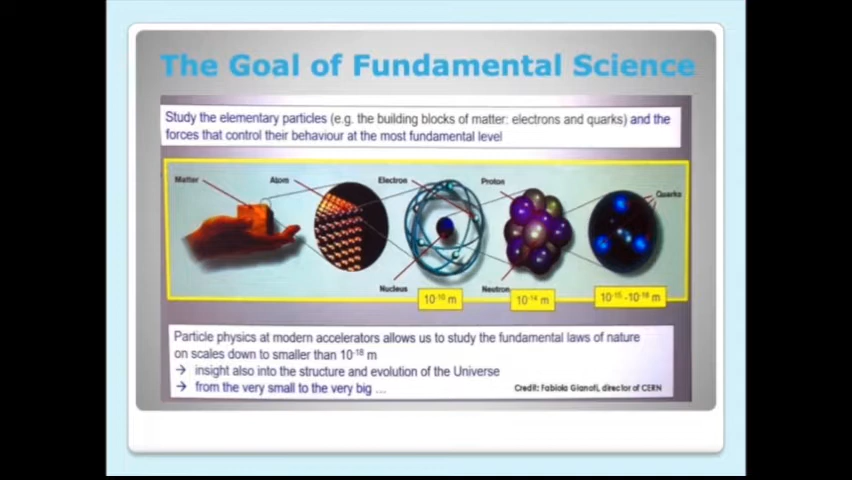 The Goal of Fundamental Science
Study the elementary particles (e.g. the building blocks of matter: electrons and quarks) and the
forces that control their behaviour at the most fundamental level
Matter
Atom
Electron
Proton
Quarks
Nucleus
Neutron
10⁻¹⁰ m
10⁻¹⁴ m
10⁻¹⁵ -10⁻¹⁸ m
Particle physics at modern accelerators allows us to study the fundamental laws of nature
on scales down to smaller than 10⁻¹⁸ m
→ insight also into the structure and evolution of the Universe
→ from the very small to the very big ...
Credit: Fabiola Gianoti, director of CERN